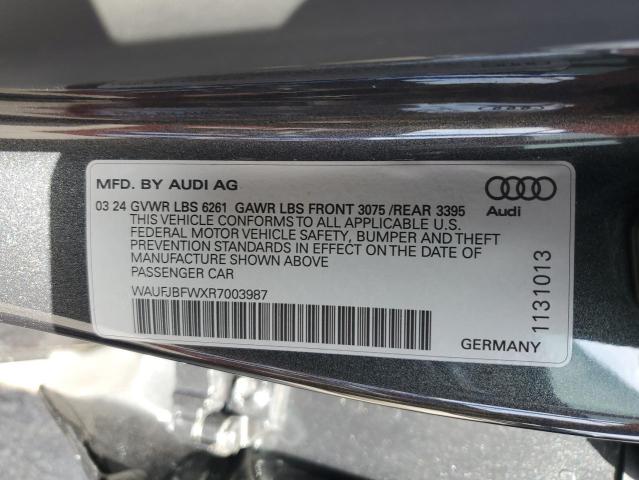 MFD. BY AUDI AG
03 24 GVWR LBS 6261 GAWR LBS FRONT 3075 /REAR 3395
THIS VEHICLE CONFORMS TO ALL APPLICABLE U.S.
FEDERAL MOTOR VEHICLE SAFETY, BUMPER AND THEFT
PREVENTION STANDARDS IN EFFECT ON THE DATE OF
MANUFACTURE SHOWN ABOVE
PASSENGER CAR
WAUFJBFWXR7003987
Audi
1131013
GERMANY